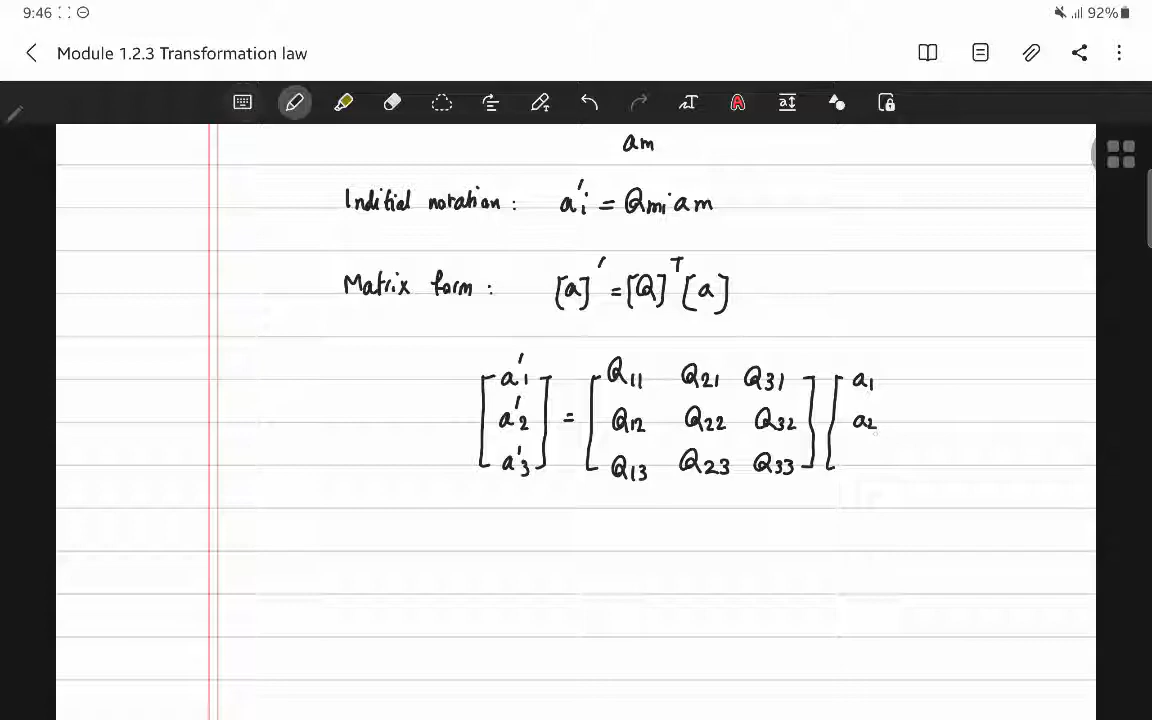 9:46 92%
Module 1.2.3 Transformation law
am
Inditial notation : a'i = Qmi am
Matrix form : [a]' = [Q]^T [a]
[a'1 = [Q11 Q21 Q31] [a1
a'2 Q12 Q22 Q32 a2
a'3] Q13 Q23 Q33